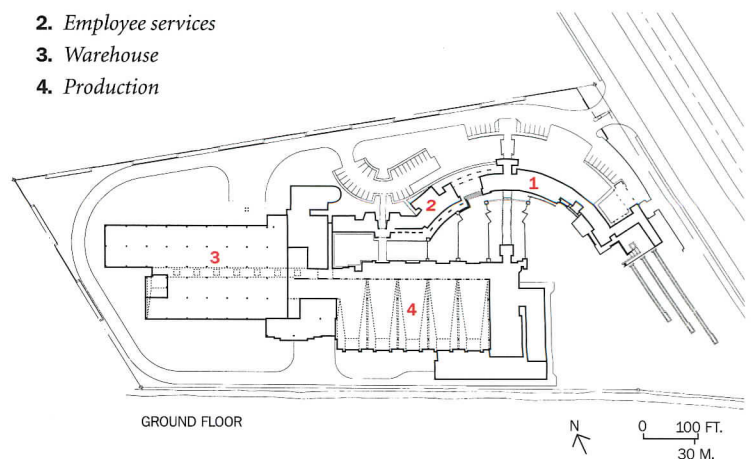 2. Employee services
3. Warehouse
4. Production
1
2
3
4
GROUND FLOOR
N
0 100 FT.
30 M.